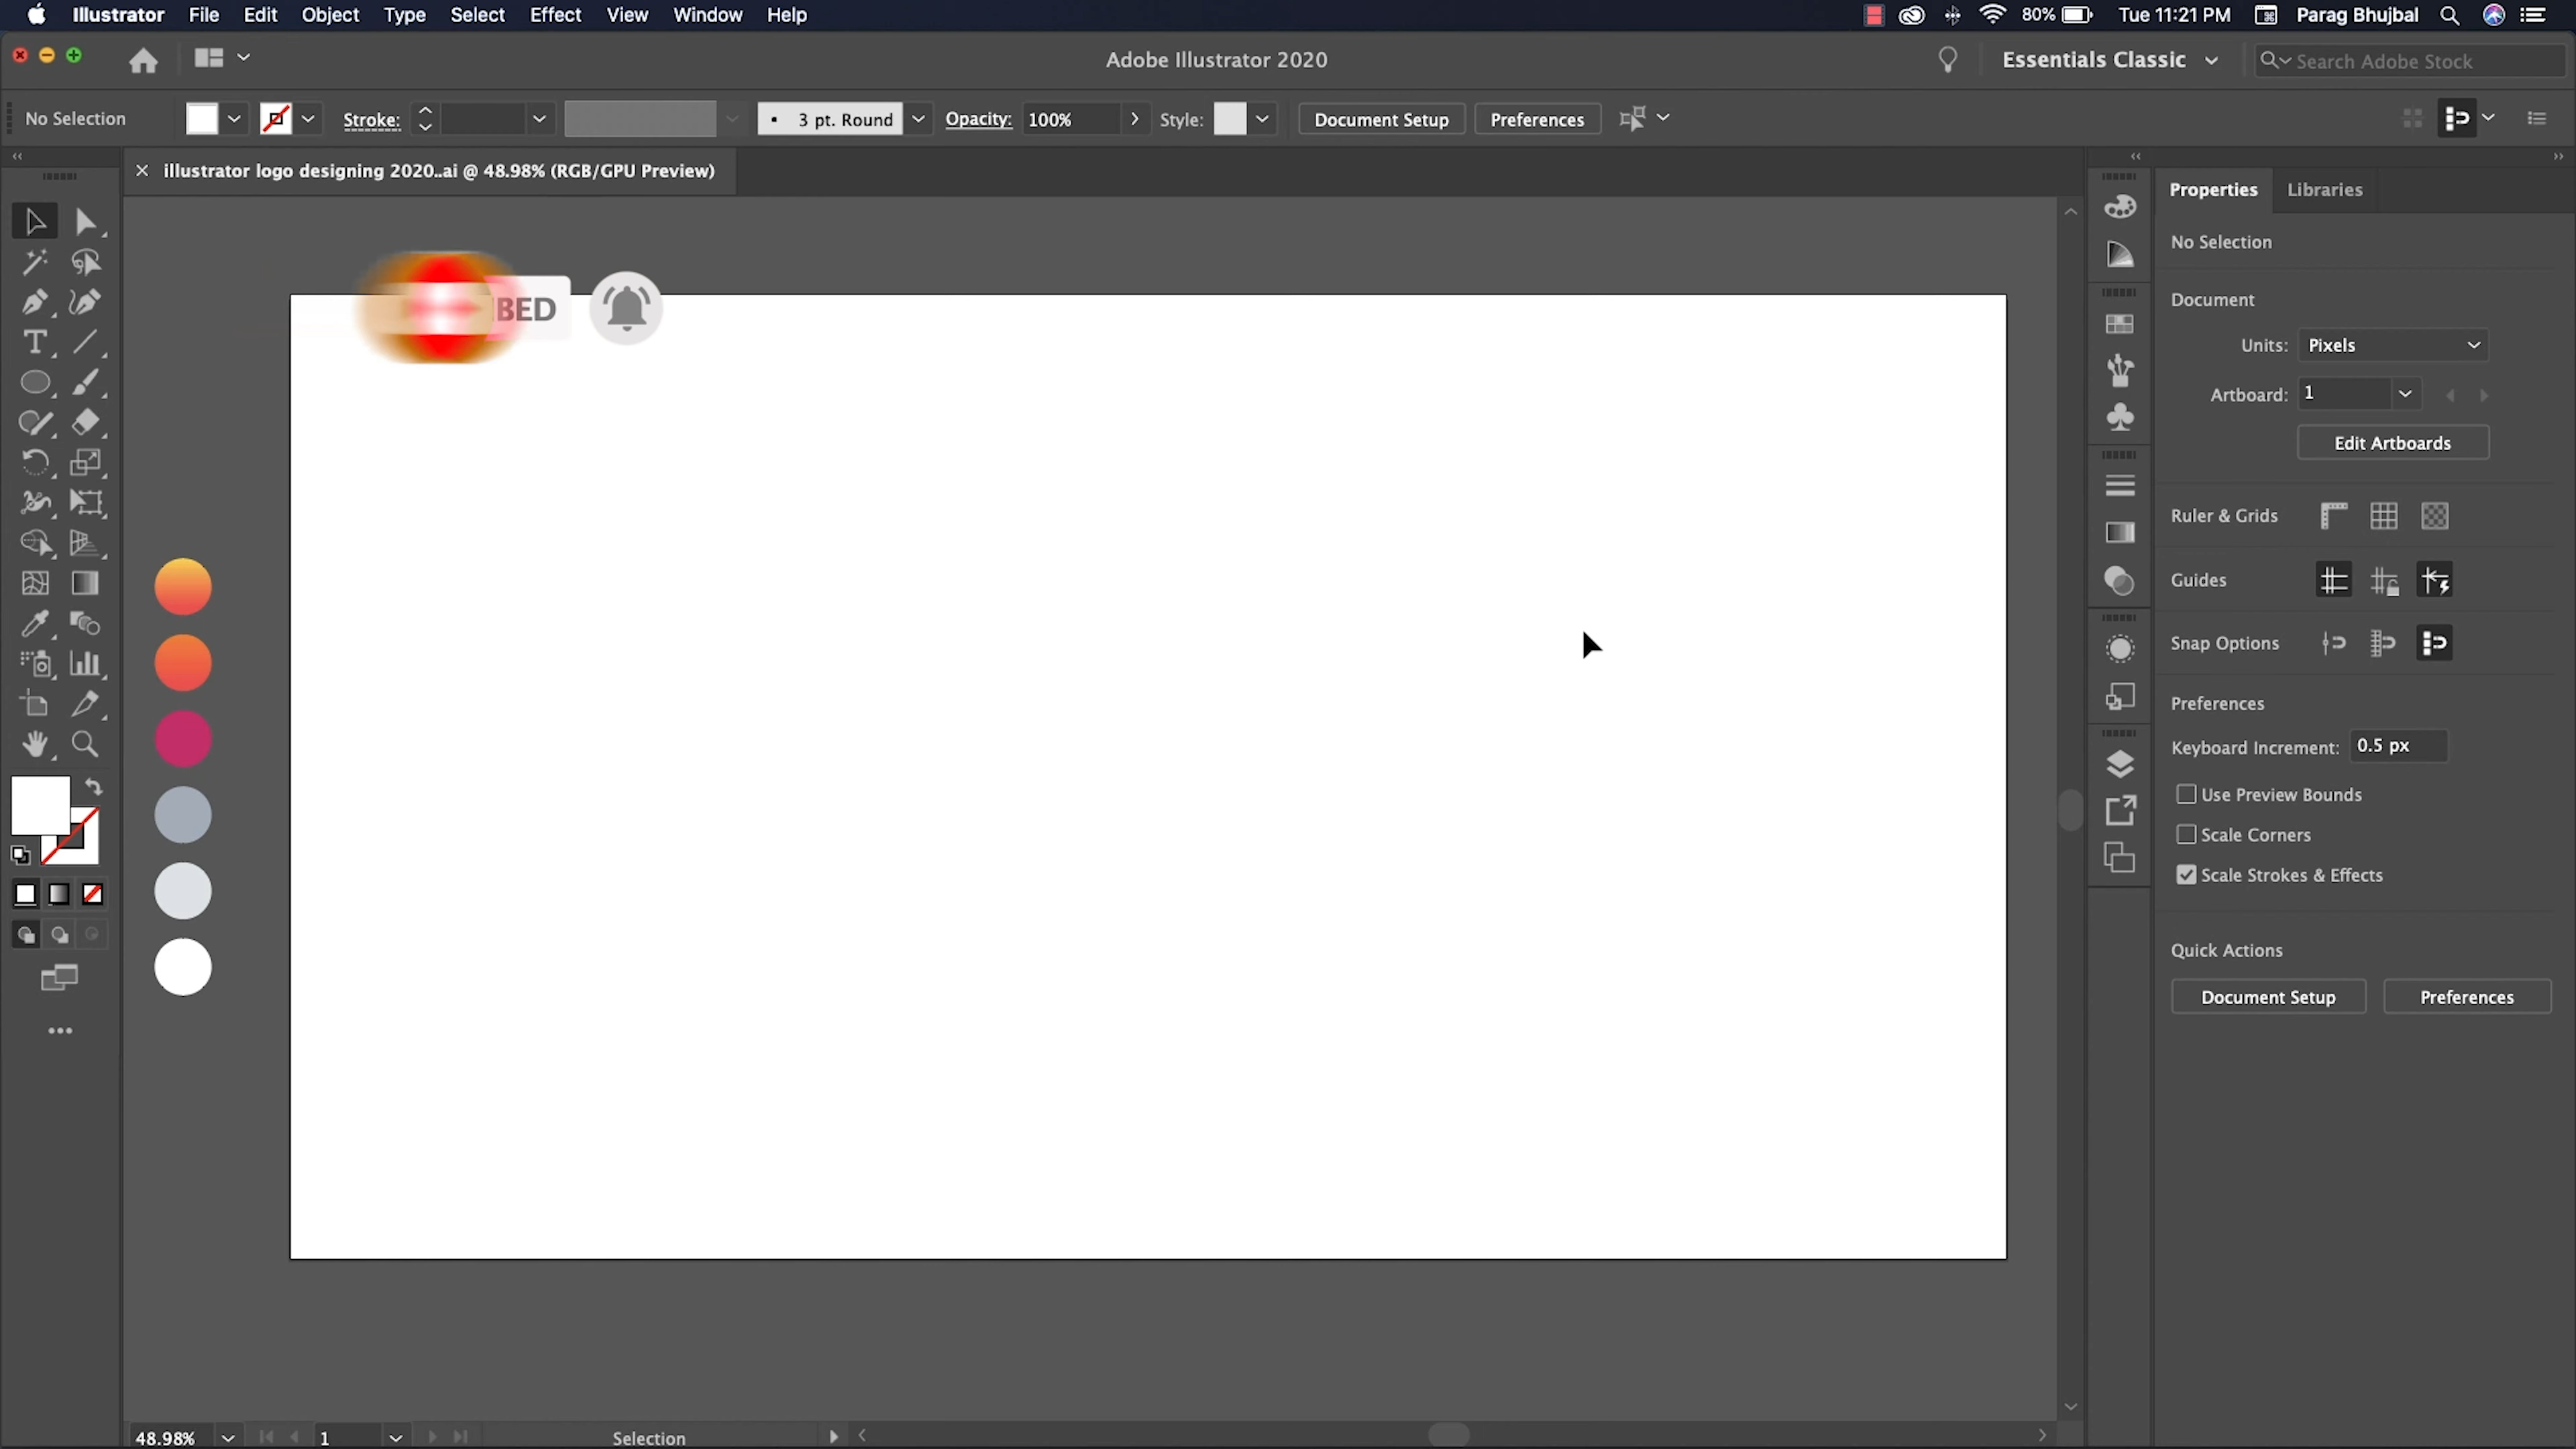 Illustrator File Edit Object Type Select Effect View Window Help 80% Tue 11:21 PM Parag Bhujbal
Adobe Illustrator 2020 Essentials Classic Search Adobe Stock
No Selection Stroke: 3 pt. Round Opacity: 100% Style: Document Setup Preferences
illustrator logo designing 2020..ai @ 48.98% (RGB/GPU Preview)
Properties Libraries
No Selection
BED
Document
Units: Pixels
Artboard: 1
Edit Artboards
Ruler & Grids
Guides
Snap Options
Preferences
Keyboard Increment: 0.5 px
Use Preview Bounds
Scale Corners
Scale Strokes & Effects
Quick Actions
Document Setup Preferences
48.98% 1 Selection